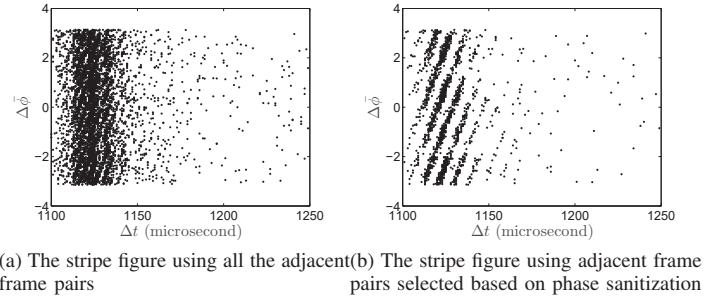 4
2
0
−2
−4
1100 1150 1200 1250
Δt (microsecond)
Δϕ̄
4
2
0
−2
−4
1100 1150 1200 1250
Δt (microsecond)
Δϕ̄
(a) The stripe figure using all the adjacent
frame pairs
(b) The stripe figure using adjacent frame
pairs selected based on phase sanitization